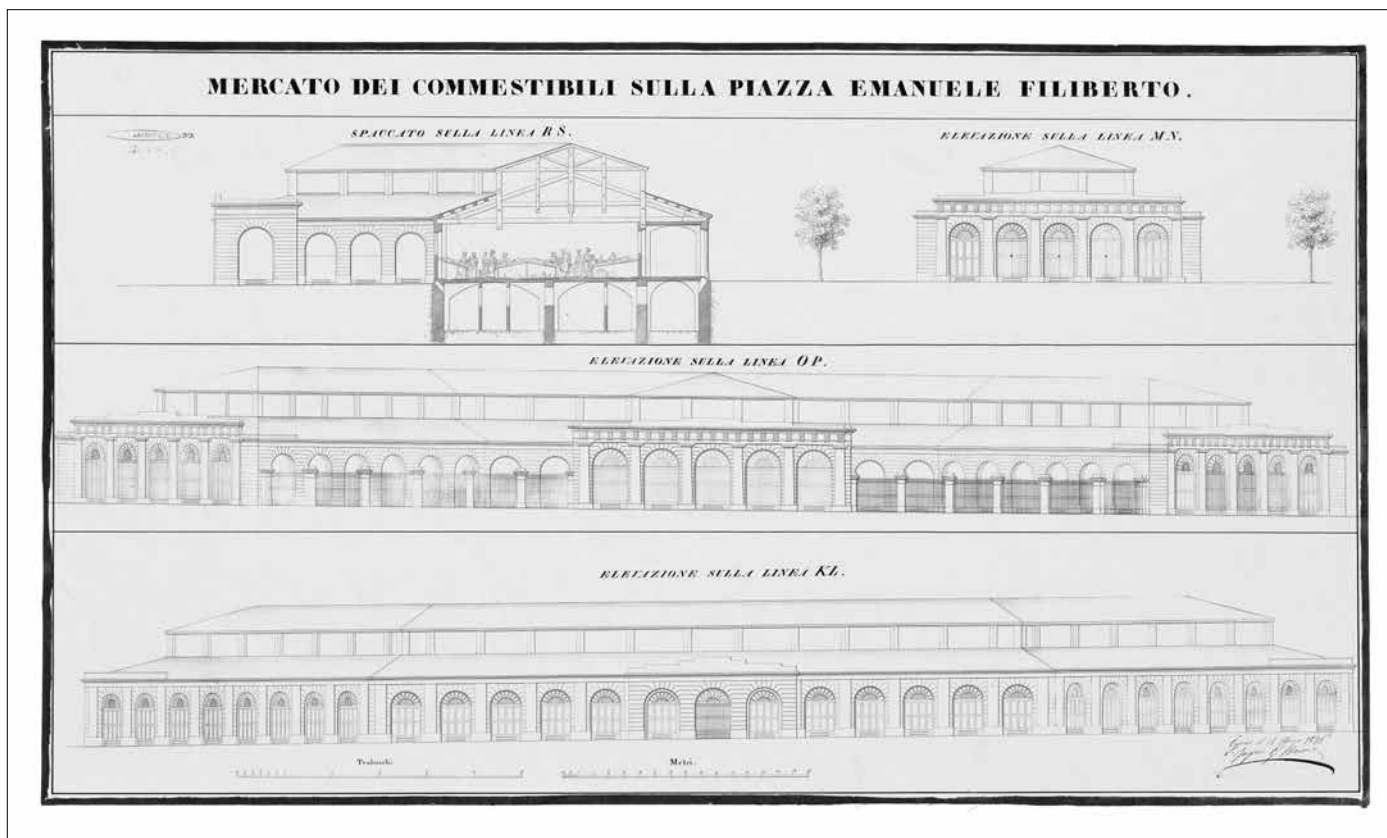 MERCATO DEI COMMESTIBILI SULLA PIAZZA EMANUELE FILIBERTO.
SPACCATO SULLA LINEA RS.
ELEVAZIONE SULLA LINEA MN.
ELEVAZIONE SULLA LINEA OP.
ELEVAZIONE SULLA LINEA KL.
Trabucchi
Metri.